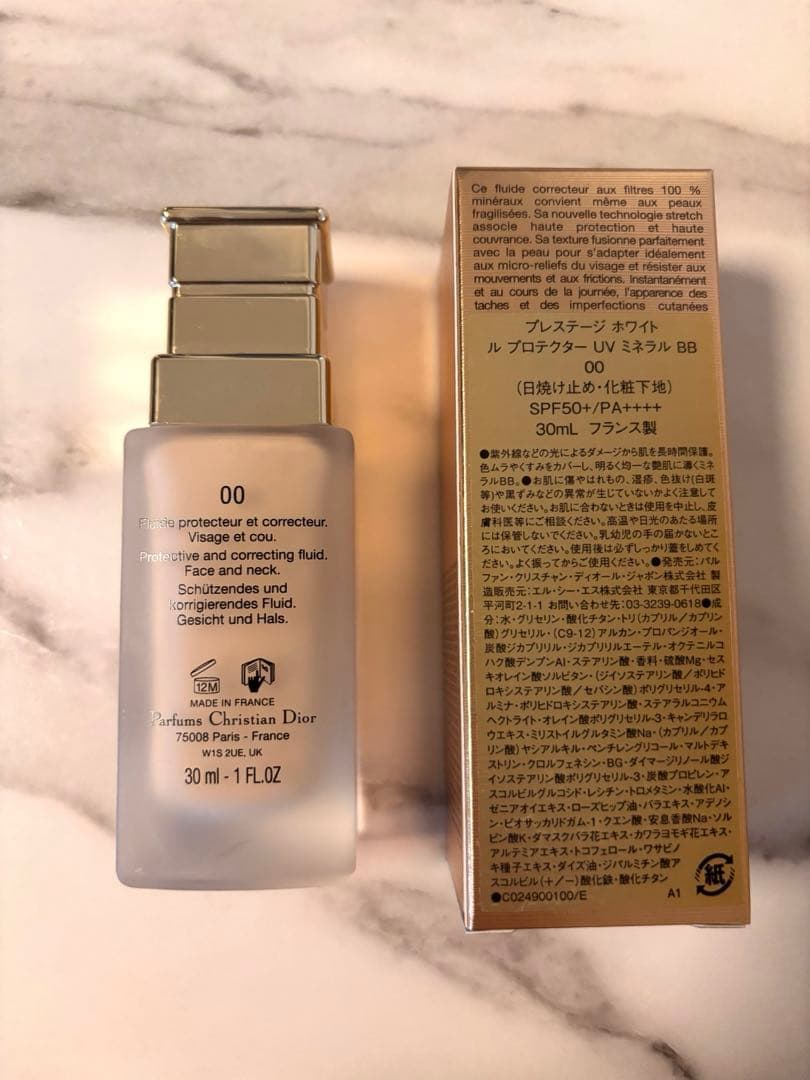 00
Fluide protecteur et correcteur.
Visage et cou.
Protective and correcting fluid.
Face and neck.
Schützendes und
korrigierendes Fluid.
Gesicht und Hals.
12M
MADE IN FRANCE
Parfums Christian Dior
75008 Paris - France
W1S 2UE, UK
30 ml - 1 FL.OZ
Ce fluide correcteur aux filtres 100 %
minéraux convient même aux peaux
fragilisées. Sa nouvelle technologie stretch
associe haute protection et haute
couvrance. Sa texture fusionne parfaitement
avec la peau pour s'adapter idéalement
aux micro-reliefs du visage et résister aux
mouvements et aux frictions. Instantanément
et au cours de la journée, l'apparence des
taches et des imperfections cutanées
プレステージ ホワイト
ル プロテクター UV ミネラル BB
00
(日焼け止め・化粧下地)
SPF50+/PA++++
30mL フランス製
●紫外線などの光によるダメージから肌を長時間保護。
色ムラやくすみをカバーし、明るく均一な艶肌に導くミネ
ラルBB。●お肌に傷やはれもの、湿疹、色抜け(白斑
等)や黒ずみなどの異常が生じていないかよく注意して
お使いください。お肌に合わないときは使用を中止し、皮
膚科医等にご相談ください。高温や日光のあたる場所
には保管しないでください。乳幼児の手の届かないとこ
ろにおいてください。使用後は必ずしっかり蓋をしめてく
ださい。よく振ってからご使用ください。●発売元:パル
ファン・クリスチャン・ディオール・ジャポン株式会社 製
造販売元:エル・シー・エス株式会社 東京都千代田区
平河町2-1-1 お問い合わせ先:03-3239-0618●成
分:水・グリセリン・酸化チタン・トリ(カプリル/カプリン
酸)グリセリル・(C9-12)アルカン・プロパンジオール・
炭酸ジカプリリル・ジカプリリルエーテル・オクテニルコ
ハク酸デンプンAl・ステアリン酸・香料・硫酸Mg・セス
キオレイン酸ソルビタン・(ジイソステアリン酸/ポリヒド
ロキシステアリン酸/セバシン酸)ポリグリセリル-4・ア
ルミナ・ポリヒドロキシステアリン酸・ステアラルコニウム
ヘクトライト・オレイン酸ポリグリセリル-3・キャンデリラロ
ウエキス・ミリストイルグルタミン酸Na・(カプリル/カプ
リン酸)ヤシアルキル・ペンチレングリコール・マルトデキ
ストリン・クロルフェネシン・BG・ダイマージリノール酸ジ
イソステアリン酸ポリグリセリル-3・炭酸プロピレン・ア
スコルビルグルコシド・レシチン・トロメタミン・水酸化Al・
ゼニアオイエキス・ローズヒップ油・バラエキス・アデノシ
ン・ビオサッカリドガム-1・クエン酸・安息香酸Na・ソル
ビン酸K・ダマスクバラ花エキス・カワラヨモギ花エキス・
アルテミアエキス・トコフェロール・ワサビノ
キ種子エキス・ダイズ油・ジパルミチン酸ア
スコルビル(+/−)酸化鉄・酸化チタン
●C024900100/E A1
紙